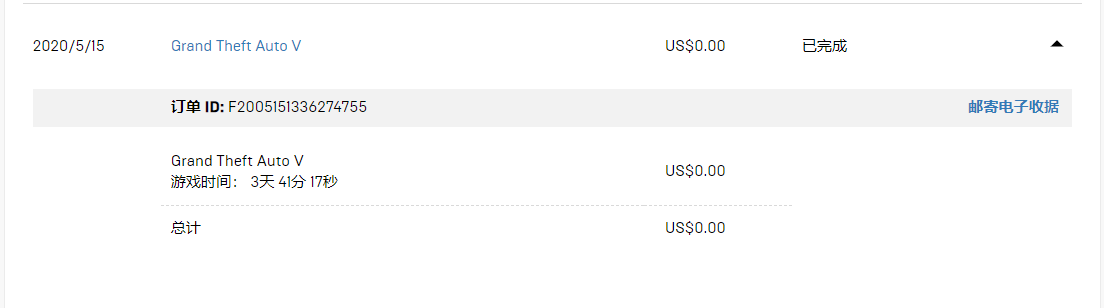 2020/5/15 Grand Theft Auto V US$0.00 已完成
订单 ID: F2005151336274755 邮寄电子收据
Grand Theft Auto V
游戏时间： 3天 41分 17秒 US$0.00
总计 US$0.00